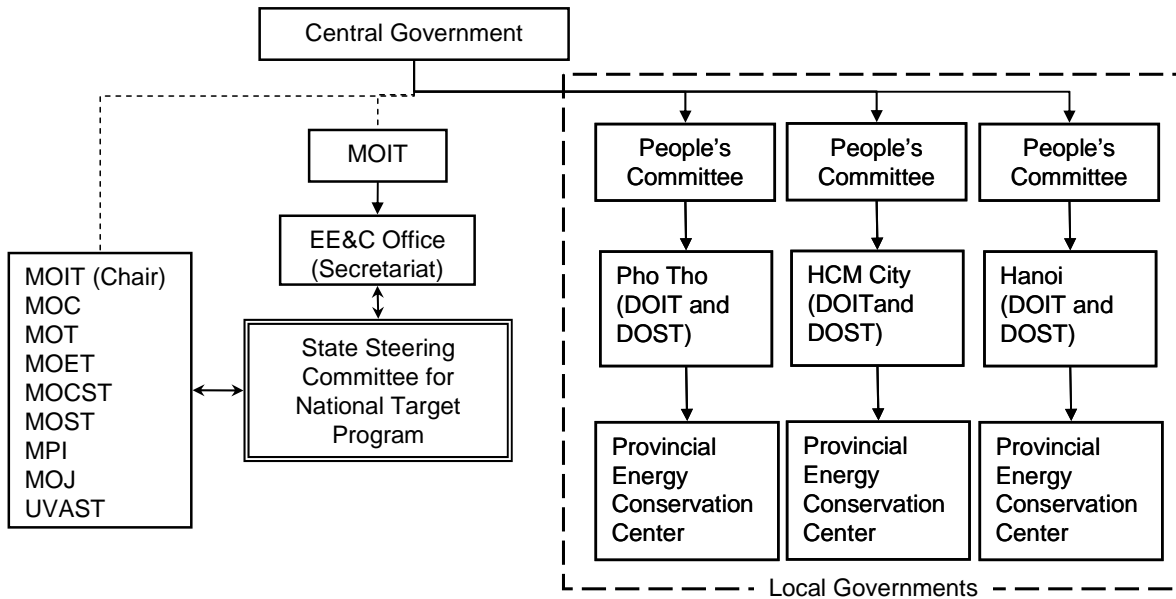 Central Government
MOIT
EE&C Office
(Secretariat)
MOIT (Chair)
MOC
MOT
MOET
MOCST
MOST
MPI
MOJ
UVAST
State Steering
Committee for
National Target
Program
People's
Committee
People's
Committee
People's
Committee
Pho Tho
(DOIT and
DOST)
HCM City
(DOITand
DOST)
Hanoi
(DOIT and
DOST)
Provincial
Energy
Conservation
Center
Provincial
Energy
Conservation
Center
Provincial
Energy
Conservation
Center
Local Governments